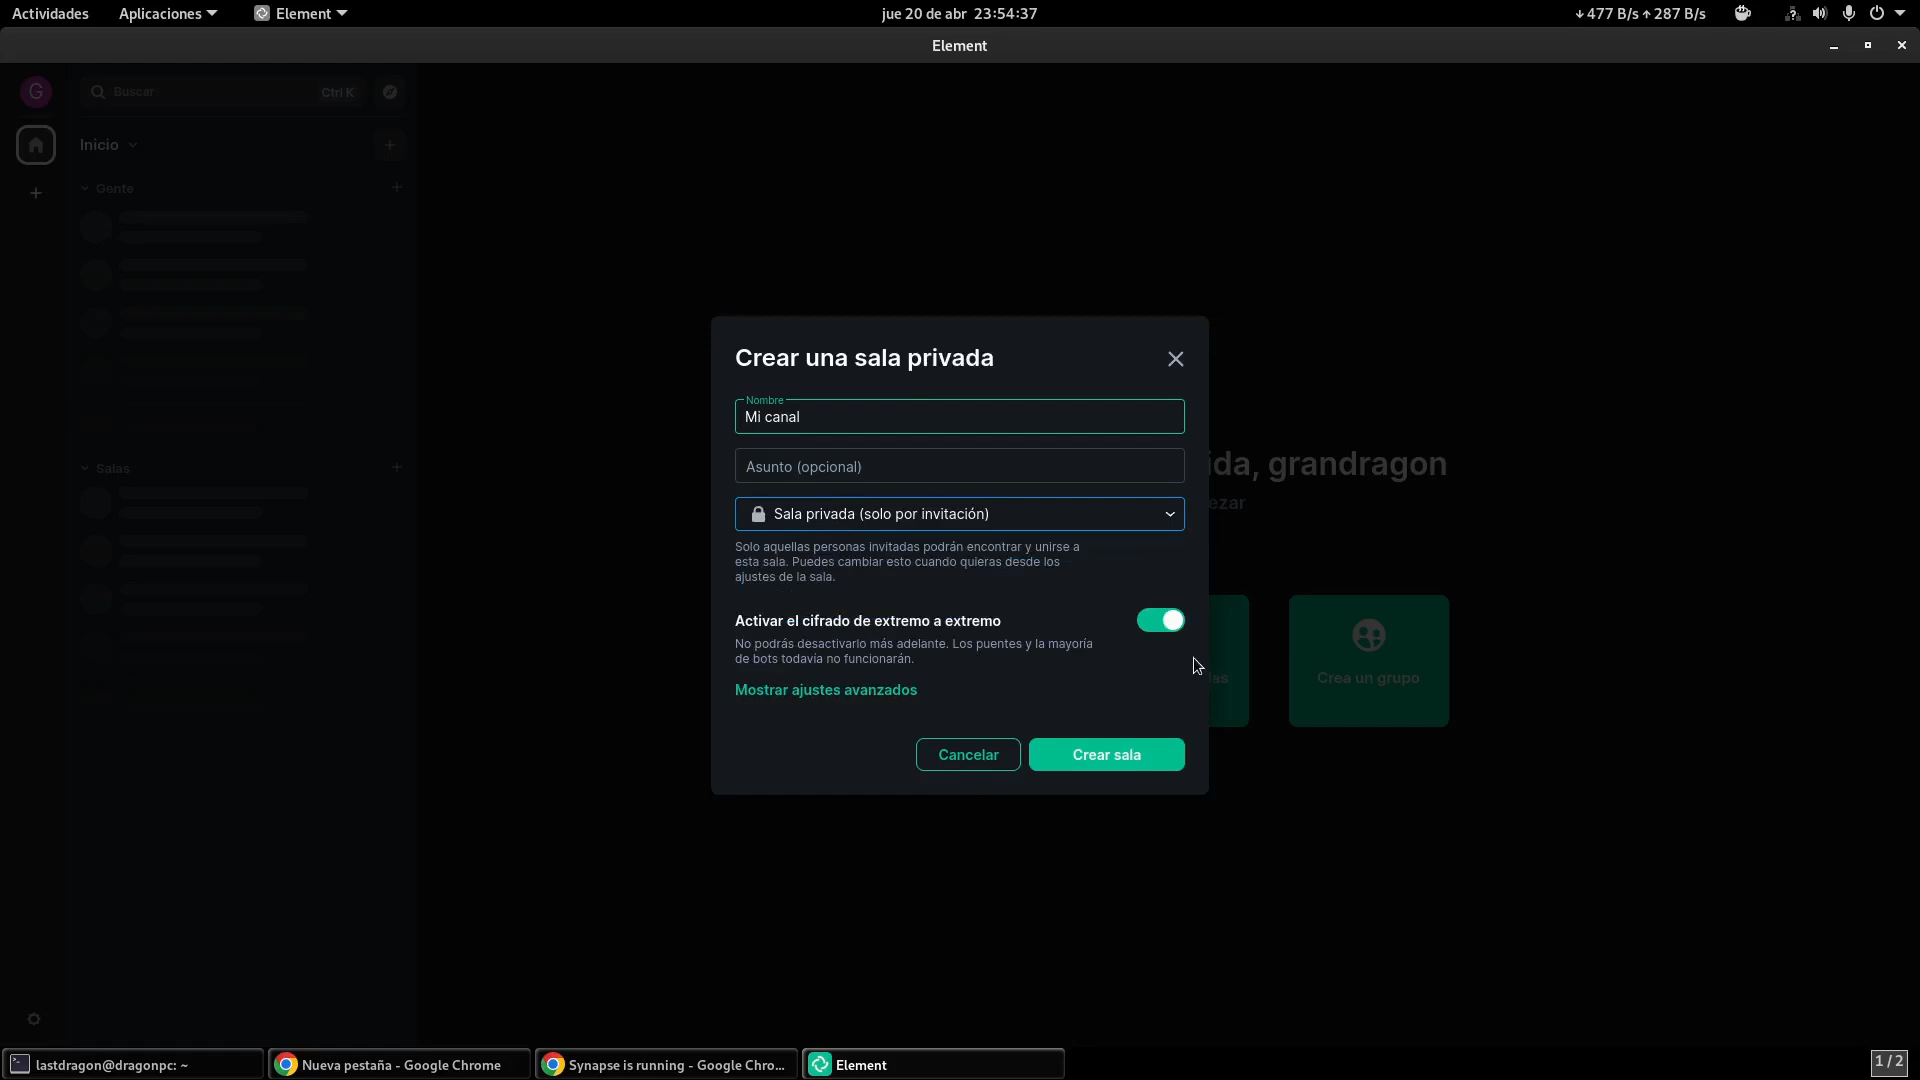 Actividades Aplicaciones Element jue 20 de abr 23:54:37 ↓477 B/s ↑287 B/s
Element
G Buscar Ctrl K
Inicio
Gente
Salas
Crear una sala privada
Nombre
Mi canal
Asunto (opcional)
Sala privada (solo por invitación)
Solo aquellas personas invitadas podrán encontrar y unirse a
esta sala. Puedes cambiar esto cuando quieras desde los
ajustes de la sala.
Activar el cifrado de extremo a extremo
No podrás desactivarlo más adelante. Los puentes y la mayoría
de bots todavía no funcionarán.
Mostrar ajustes avanzados
Cancelar Crear sala
ida, grandragon
ezar
as
Crea un grupo
lastdragon@dragonpc: ~ Nueva pestaña - Google Chrome Synapse is running - Google Chro... Element 1 / 2